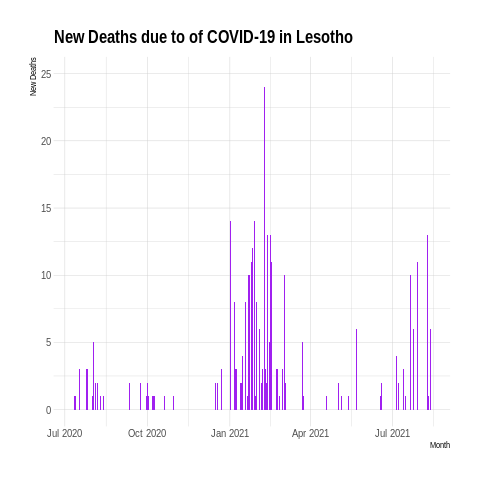 New Deaths due to of COVID-19 in Lesotho
New Deaths
25
20
15
10
5
0
Jul 2020 Oct 2020 Jan 2021 Apr 2021 Jul 2021
Month